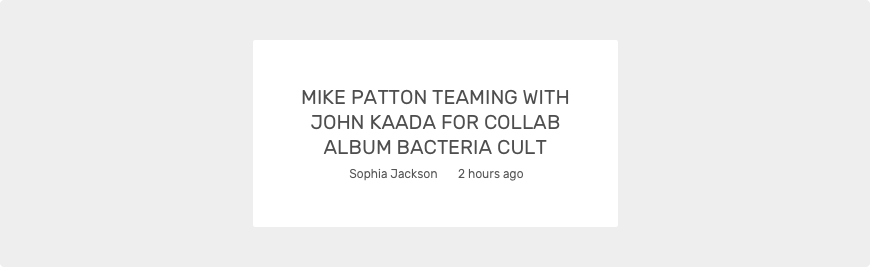 MIKE PATTON TEAMING WITH
JOHN KAADA FOR COLLAB
ALBUM BACTERIA CULT
Sophia Jackson 2 hours ago